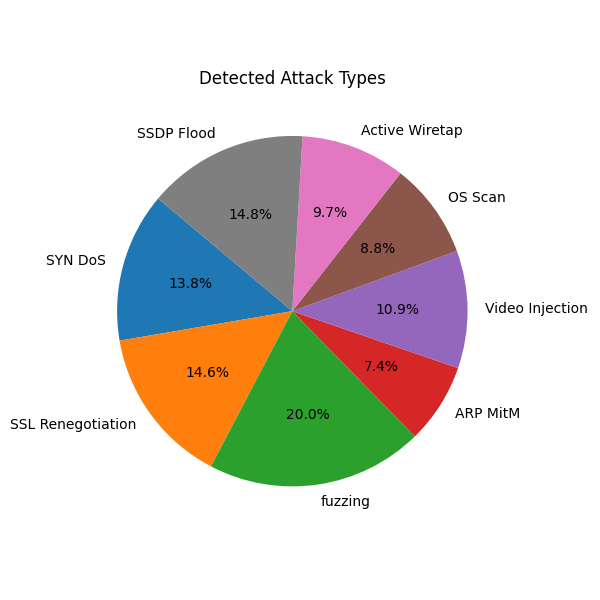 Detected Attack Types
SYN DoS
13.8%
SSL Renegotiation
14.6%
fuzzing
20.0%
ARP MitM
7.4%
Video Injection
10.9%
OS Scan
8.8%
Active Wiretap
9.7%
SSDP Flood
14.8%